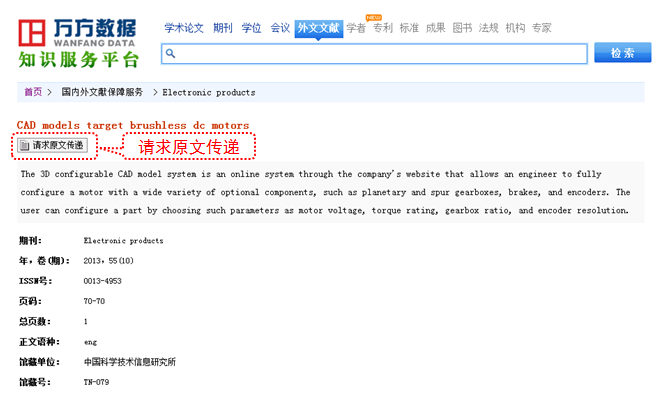 万方数据
WANFANG DATA
知识服务平台
学术论文 期刊 学位 会议 外文文献 学者 NEW 专利 标准 成果 图书 法规 机构 专家
检索
首页 > 国内外文献保障服务 > Electronic products
CAD models target brushless dc motors
请求原文传递 请求原文传递
The 3D configurable CAD model system is an online system through the company's website that allows an engineer to fully
configure a motor with a wide variety of optional components, such as planetary and spur gearboxes, brakes, and encoders. The
user can configure a part by choosing such parameters as motor voltage, torque rating, gearbox ratio, and encoder resolution.
期刊: Electronic products
年,卷(期): 2013, 55(10)
ISSN号: 0013-4953
页码: 70-70
总页数: 1
正文语种: eng
馆藏单位: 中国科学技术信息研究所
馆藏号: TN-079